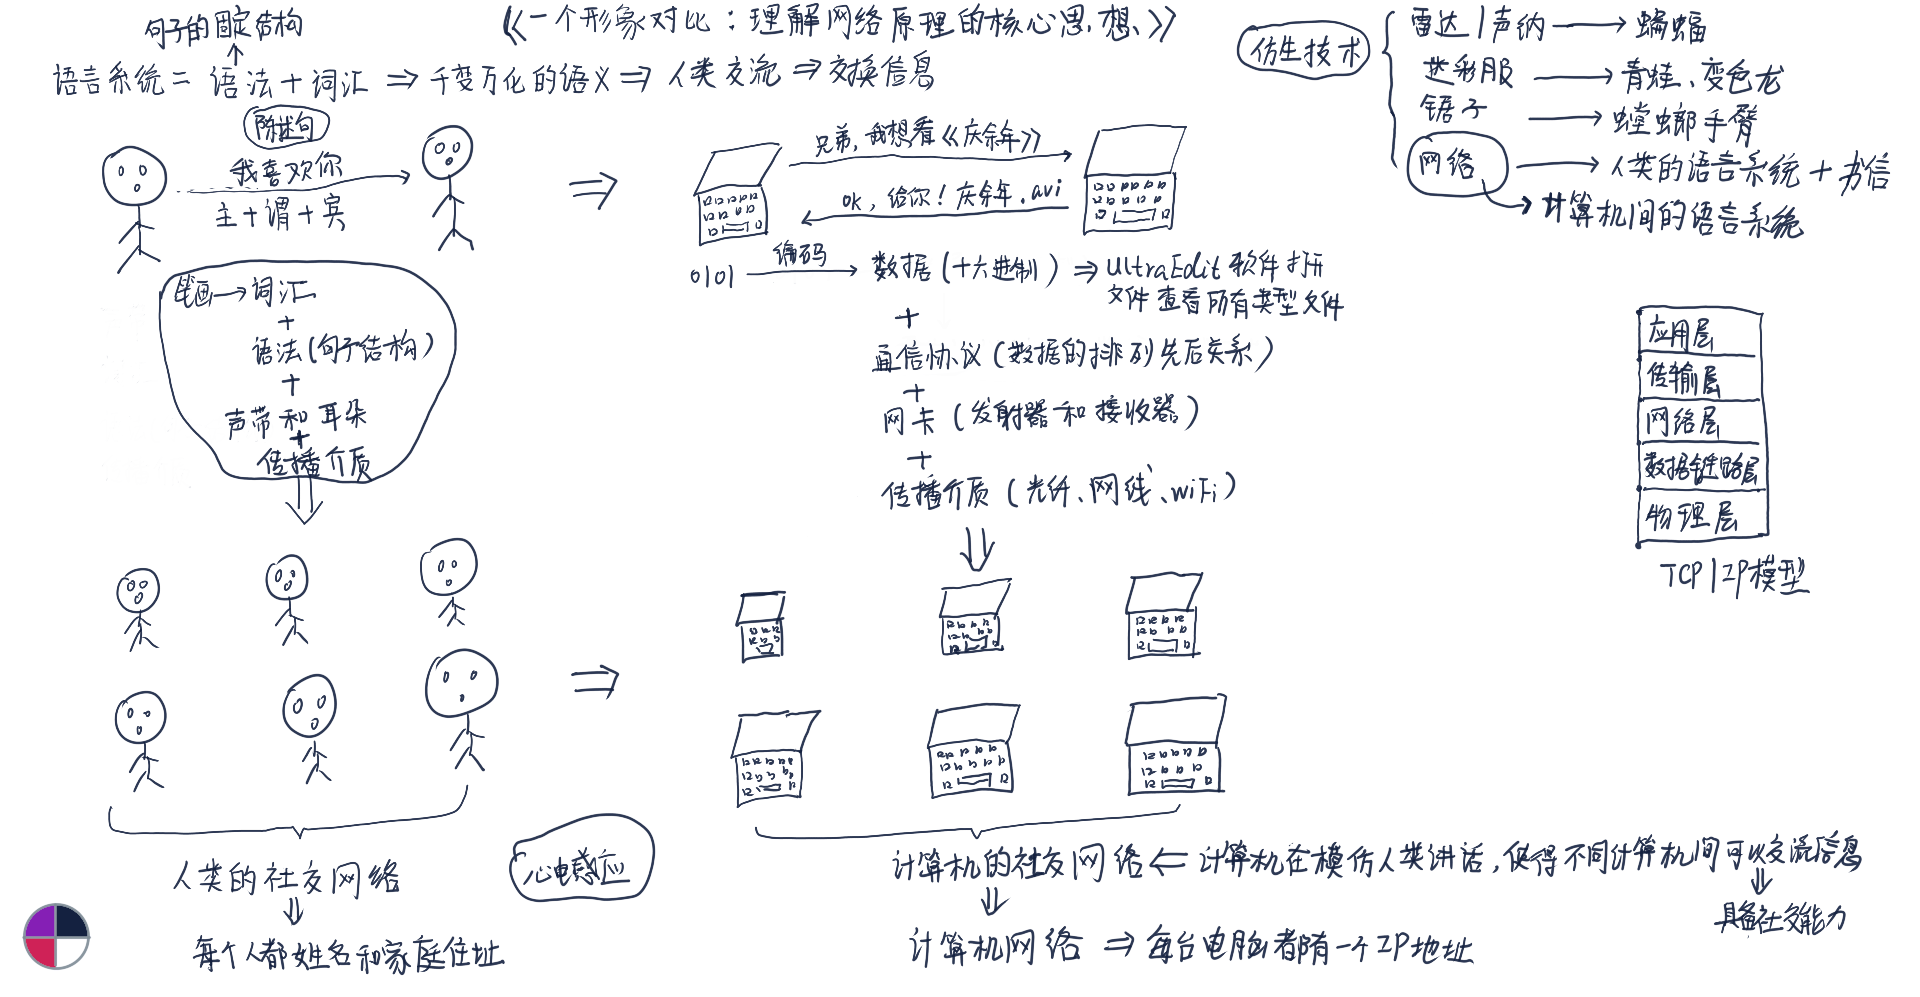 《一个形象对比：理解网络原理的核心思想》
句子的固定结构
语言系统 = 语法 + 词汇 ⇒ 千变万化的语义 ⇒ 人类交流 ⇒ 交换信息
陈述句
我喜欢你
主+谓+宾
笔画→词汇
+
语法(句子结构)
+
声带和耳朵
+
传播介质
人类的社交网络
每个人都姓名和家庭住址
心电感应
兄弟,我想看《庆余年》
ok,给你！庆余年.avi
0101 编码 → 数据(十六进制) ⇒ UltraEdit软件打开
文件查看所有类型文件
+
通信协议(数据的排列先后关系)
+
网卡(发射器和接收器)
+
传播介质(光纤、网线、wiFi)
计算机的社交网络 ⇐ 计算机在模仿人类讲话,使得不同计算机间可以交流信息
具备社交能力
计算机网络 ⇒ 每台电脑都有一个IP地址
仿生技术
雷达/声纳 → 蝙蝠
迷彩服 → 青蛙、变色龙
锯子 → 螳螂手臂
网络 → 人类的语言系统+书信
计算机间的语言系统
应用层
传输层
网络层
数据链路层
物理层
TCP/IP模型